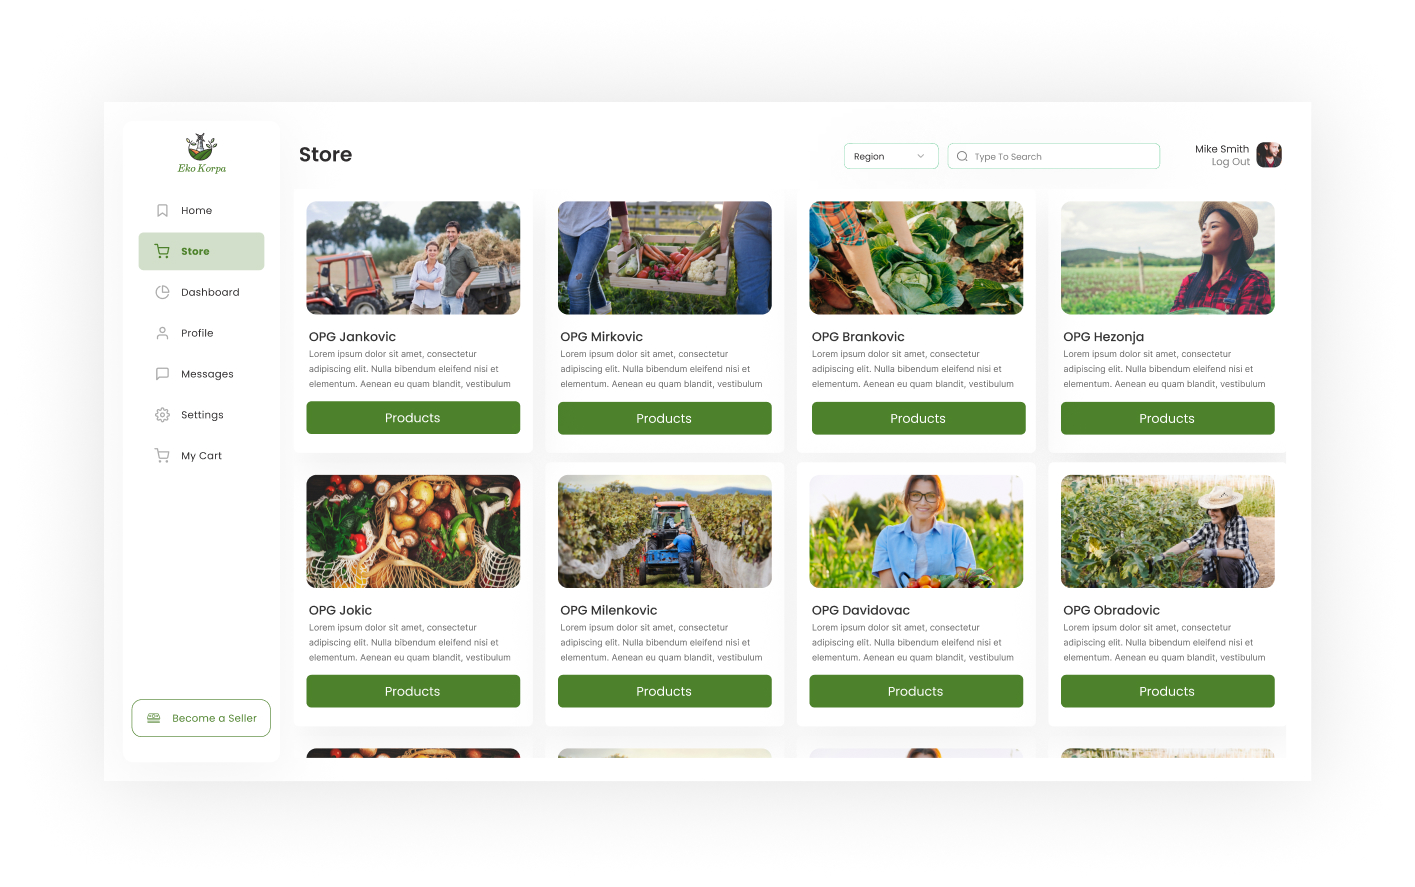 Eko Korpa
Home
Store
Dashboard
Profile
Messages
Settings
My Cart
Become a Seller
Store
Region
Type To Search
Mike Smith
Log Out
OPG Jankovic
Lorem ipsum dolor sit amet, consectetur
adipiscing elit. Nulla bibendum eleifend nisi et
elementum. Aenean eu quam blandit, vestibulum
Products
OPG Mirkovic
Lorem ipsum dolor sit amet, consectetur
adipiscing elit. Nulla bibendum eleifend nisi et
elementum. Aenean eu quam blandit, vestibulum
Products
OPG Brankovic
Lorem ipsum dolor sit amet, consectetur
adipiscing elit. Nulla bibendum eleifend nisi et
elementum. Aenean eu quam blandit, vestibulum
Products
OPG Hezonja
Lorem ipsum dolor sit amet, consectetur
adipiscing elit. Nulla bibendum eleifend nisi et
elementum. Aenean eu quam blandit, vestibulum
Products
OPG Jokic
Lorem ipsum dolor sit amet, consectetur
adipiscing elit. Nulla bibendum eleifend nisi et
elementum. Aenean eu quam blandit, vestibulum
Products
OPG Milenkovic
Lorem ipsum dolor sit amet, consectetur
adipiscing elit. Nulla bibendum eleifend nisi et
elementum. Aenean eu quam blandit, vestibulum
Products
OPG Davidovac
Lorem ipsum dolor sit amet, consectetur
adipiscing elit. Nulla bibendum eleifend nisi et
elementum. Aenean eu quam blandit, vestibulum
Products
OPG Obradovic
Lorem ipsum dolor sit amet, consectetur
adipiscing elit. Nulla bibendum eleifend nisi et
elementum. Aenean eu quam blandit, vestibulum
Products